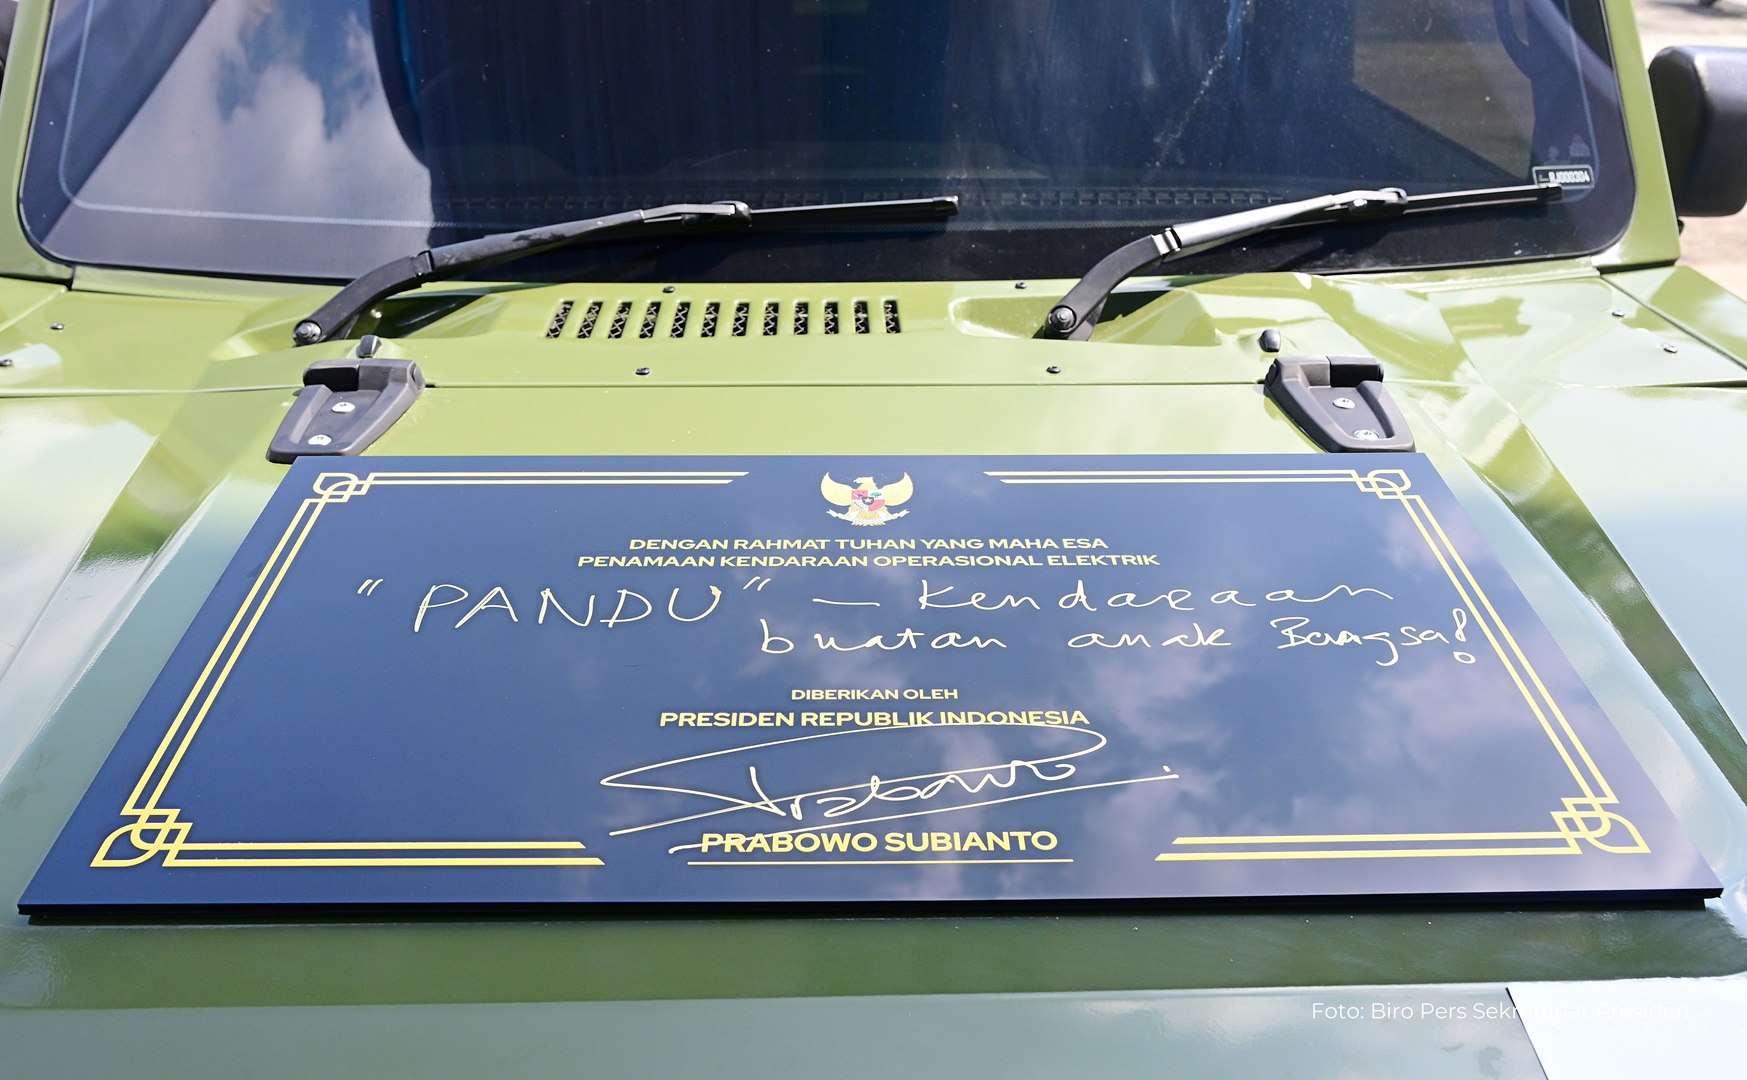 DENGAN RAHMAT TUHAN YANG MAHA ESA
PENAMAAN KENDARAAN OPERASIONAL ELEKTRIK
"PANDU" – Kendaraan
buatan anak Bangsa!
DIBERIKAN OLEH
PRESIDEN REPUBLIK INDONESIA
Prabowo
PRABOWO SUBIANTO
Foto: Biro Pers Sekretariat Presiden